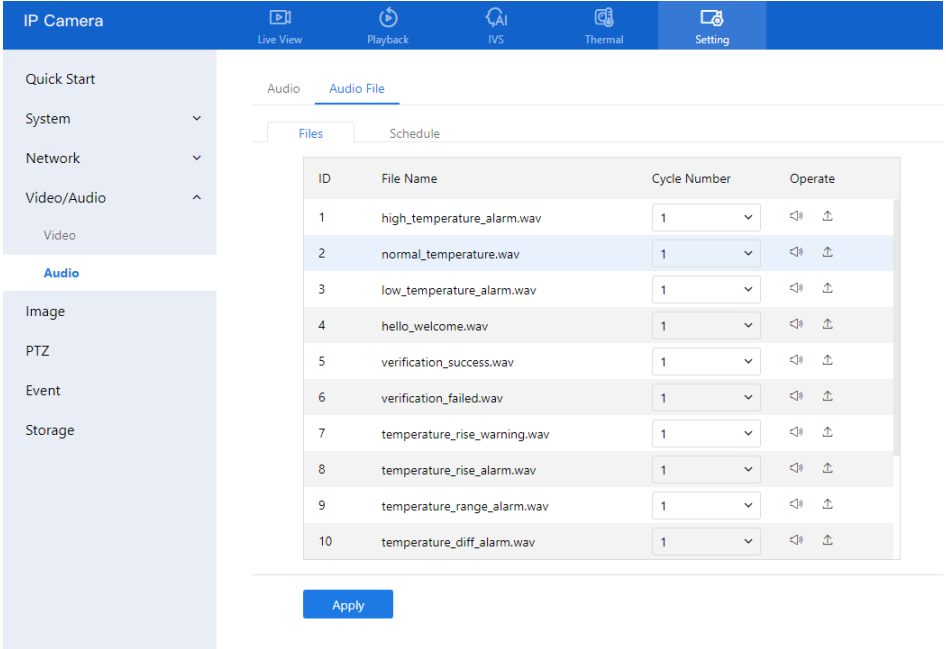 IP Camera
Live View
Playback
AI
IVS
Thermal
Setting
Quick Start
System
Network
Video/Audio
Video
Audio
Image
PTZ
Event
Storage
Audio Audio File
Files Schedule
ID File Name Cycle Number Operate
1 high_temperature_alarm.wav 1
2 normal_temperature.wav 1
3 low_temperature_alarm.wav 1
4 hello_welcome.wav 1
5 verification_success.wav 1
6 verification_failed.wav 1
7 temperature_rise_warning.wav 1
8 temperature_rise_alarm.wav 1
9 temperature_range_alarm.wav 1
10 temperature_diff_alarm.wav 1
Apply